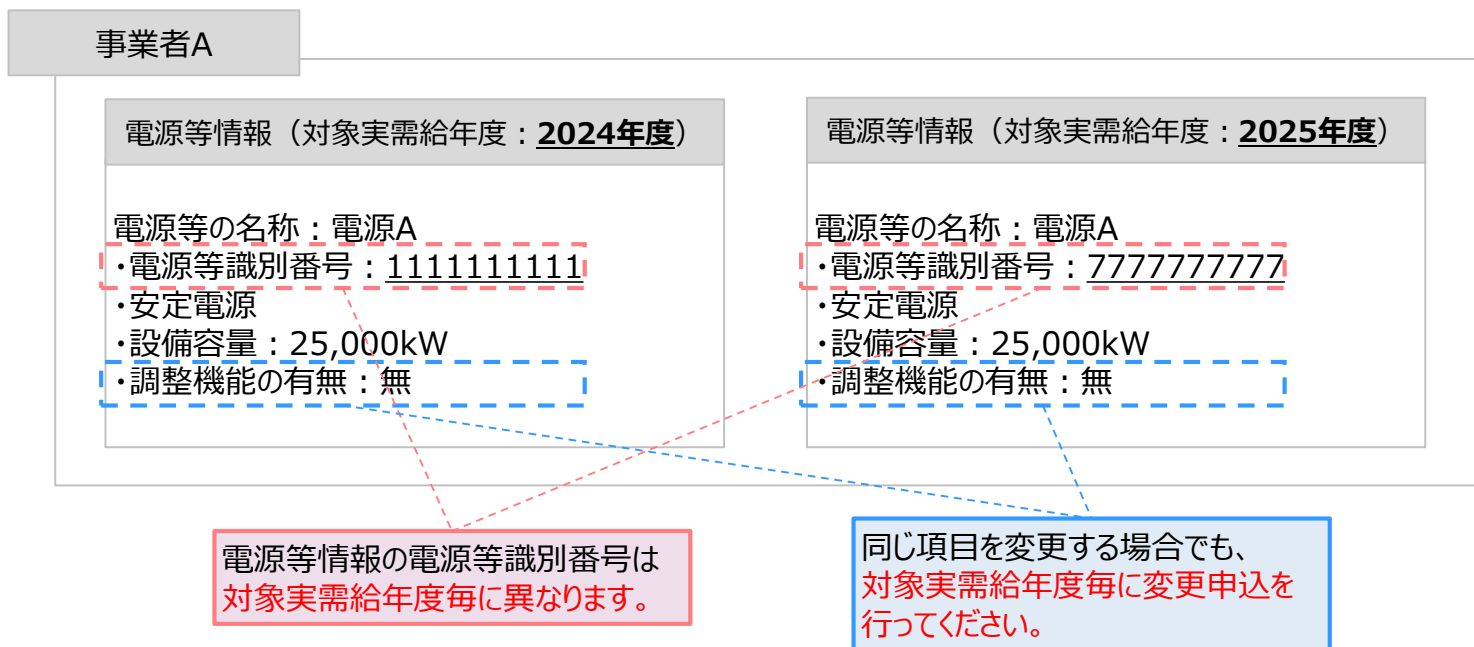 事業者A
電源等情報（対象実需給年度：2024年度）
電源等の名称：電源A
・電源等識別番号：1111111111
・安定電源
・設備容量：25,000kW
・調整機能の有無：無
電源等情報（対象実需給年度：2025年度）
電源等の名称：電源A
・電源等識別番号：7777777777
・安定電源
・設備容量：25,000kW
・調整機能の有無：無
電源等情報の電源等識別番号は
対象実需給年度毎に異なります。
同じ項目を変更する場合でも、
対象実需給年度毎に変更申込を
行ってください。